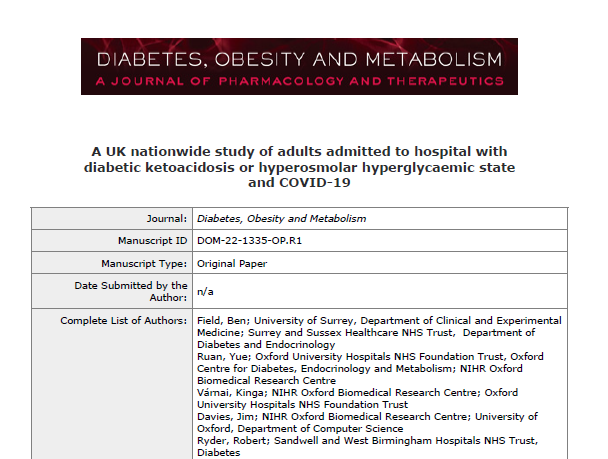 DIABETES, OBESITY AND METABOLISM
A JOURNAL OF PHARMACOLOGY AND THERAPEUTICS
A UK nationwide study of adults admitted to hospital with
diabetic ketoacidosis or hyperosmolar hyperglycaemic state
and COVID-19
Journal: Diabetes, Obesity and Metabolism
Manuscript ID DOM-22-1335-OP.R1
Manuscript Type: Original Paper
Date Submitted by the
Author: n/a
Complete List of Authors: Field, Ben; University of Surrey, Department of Clinical and Experimental
Medicine; Surrey and Sussex Healthcare NHS Trust, Department of
Diabetes and Endocrinology
Ruan, Yue; Oxford University Hospitals NHS Foundation Trust, Oxford
Centre for Diabetes, Endocrinology and Metabolism; NIHR Oxford
Biomedical Research Centre
Várnai, Kinga; NIHR Oxford Biomedical Research Centre; Oxford
University Hospitals NHS Foundation Trust
Davies, Jim; NIHR Oxford Biomedical Research Centre; University of
Oxford, Department of Computer Science
Ryder, Robert; Sandwell and West Birmingham Hospitals NHS Trust,
Diabetes